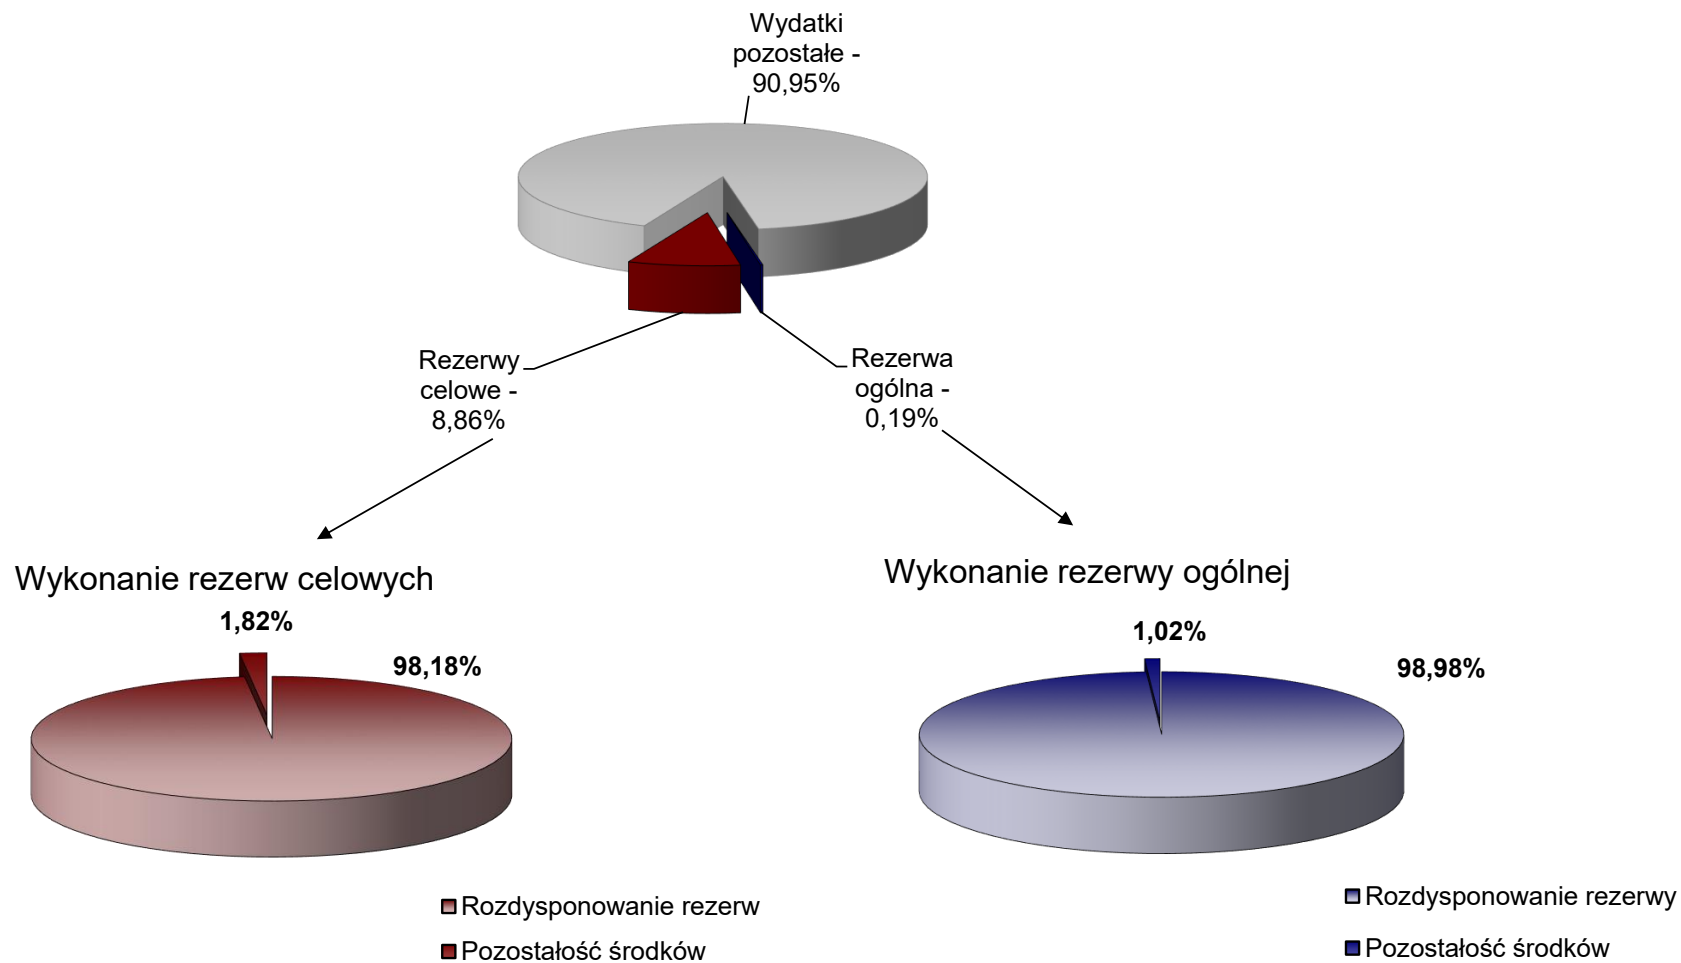 Wydatki
pozostałe -
90,95%
Rezerwy
celowe -
8,86%
Rezerwa
ogólna -
0,19%
Wykonanie rezerw celowych
1,82%
98,18%
Rozdysponowanie rezerw
Pozostałość środków
Wykonanie rezerwy ogólnej
1,02%
98,98%
Rozdysponowanie rezerwy
Pozostałość środków